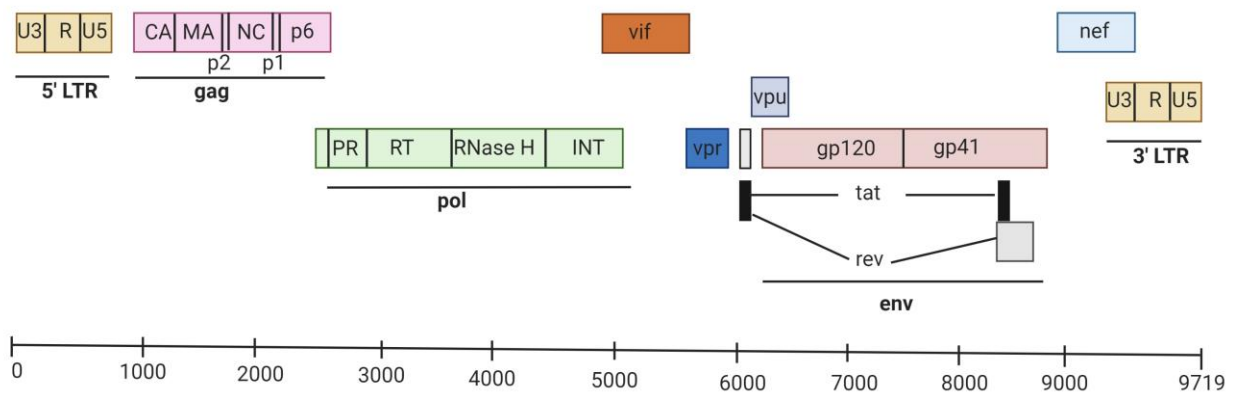 U3 R U5 CA MA NC p6 vif nef
p2 p1
5' LTR gag
vpu
U3 R U5
PR RT RNase H INT vpr gp120 gp41
3' LTR
pol
tat
rev
env
0 1000 2000 3000 4000 5000 6000 7000 8000 9000 9719